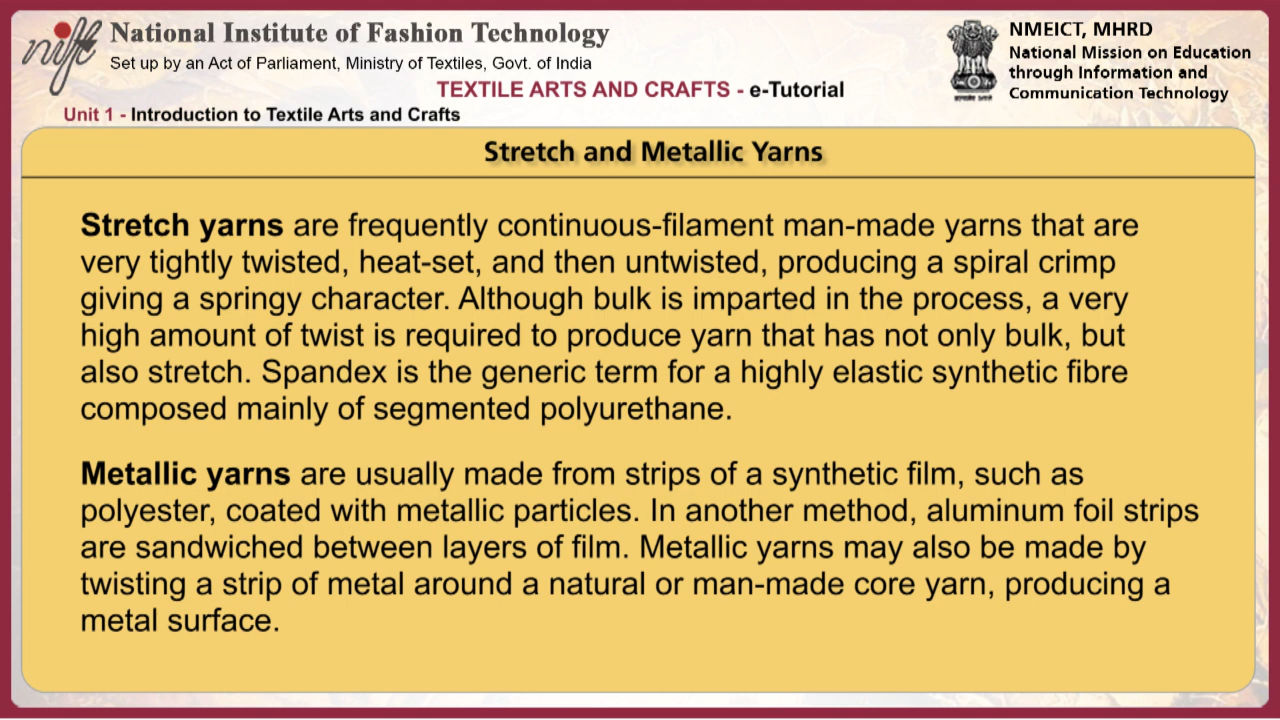 nift
National Institute of Fashion Technology
Set up by an Act of Parliament, Ministry of Textiles, Govt. of India
NMEICT, MHRD
National Mission on Education
through Information and
Communication Technology
TEXTILE ARTS AND CRAFTS - e-Tutorial
Unit 1 - Introduction to Textile Arts and Crafts
Stretch and Metallic Yarns
Stretch yarns are frequently continuous-filament man-made yarns that are
very tightly twisted, heat-set, and then untwisted, producing a spiral crimp
giving a springy character. Although bulk is imparted in the process, a very
high amount of twist is required to produce yarn that has not only bulk, but
also stretch. Spandex is the generic term for a highly elastic synthetic fibre
composed mainly of segmented polyurethane.
Metallic yarns are usually made from strips of a synthetic film, such as
polyester, coated with metallic particles. In another method, aluminum foil strips
are sandwiched between layers of film. Metallic yarns may also be made by
twisting a strip of metal around a natural or man-made core yarn, producing a
metal surface.